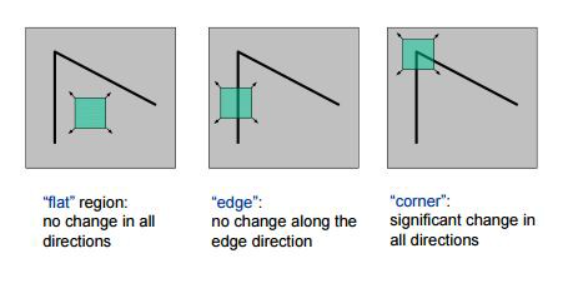 “flat” region:
no change in all
directions
“edge”:
no change along the
edge direction
“corner”:
significant change in
all directions